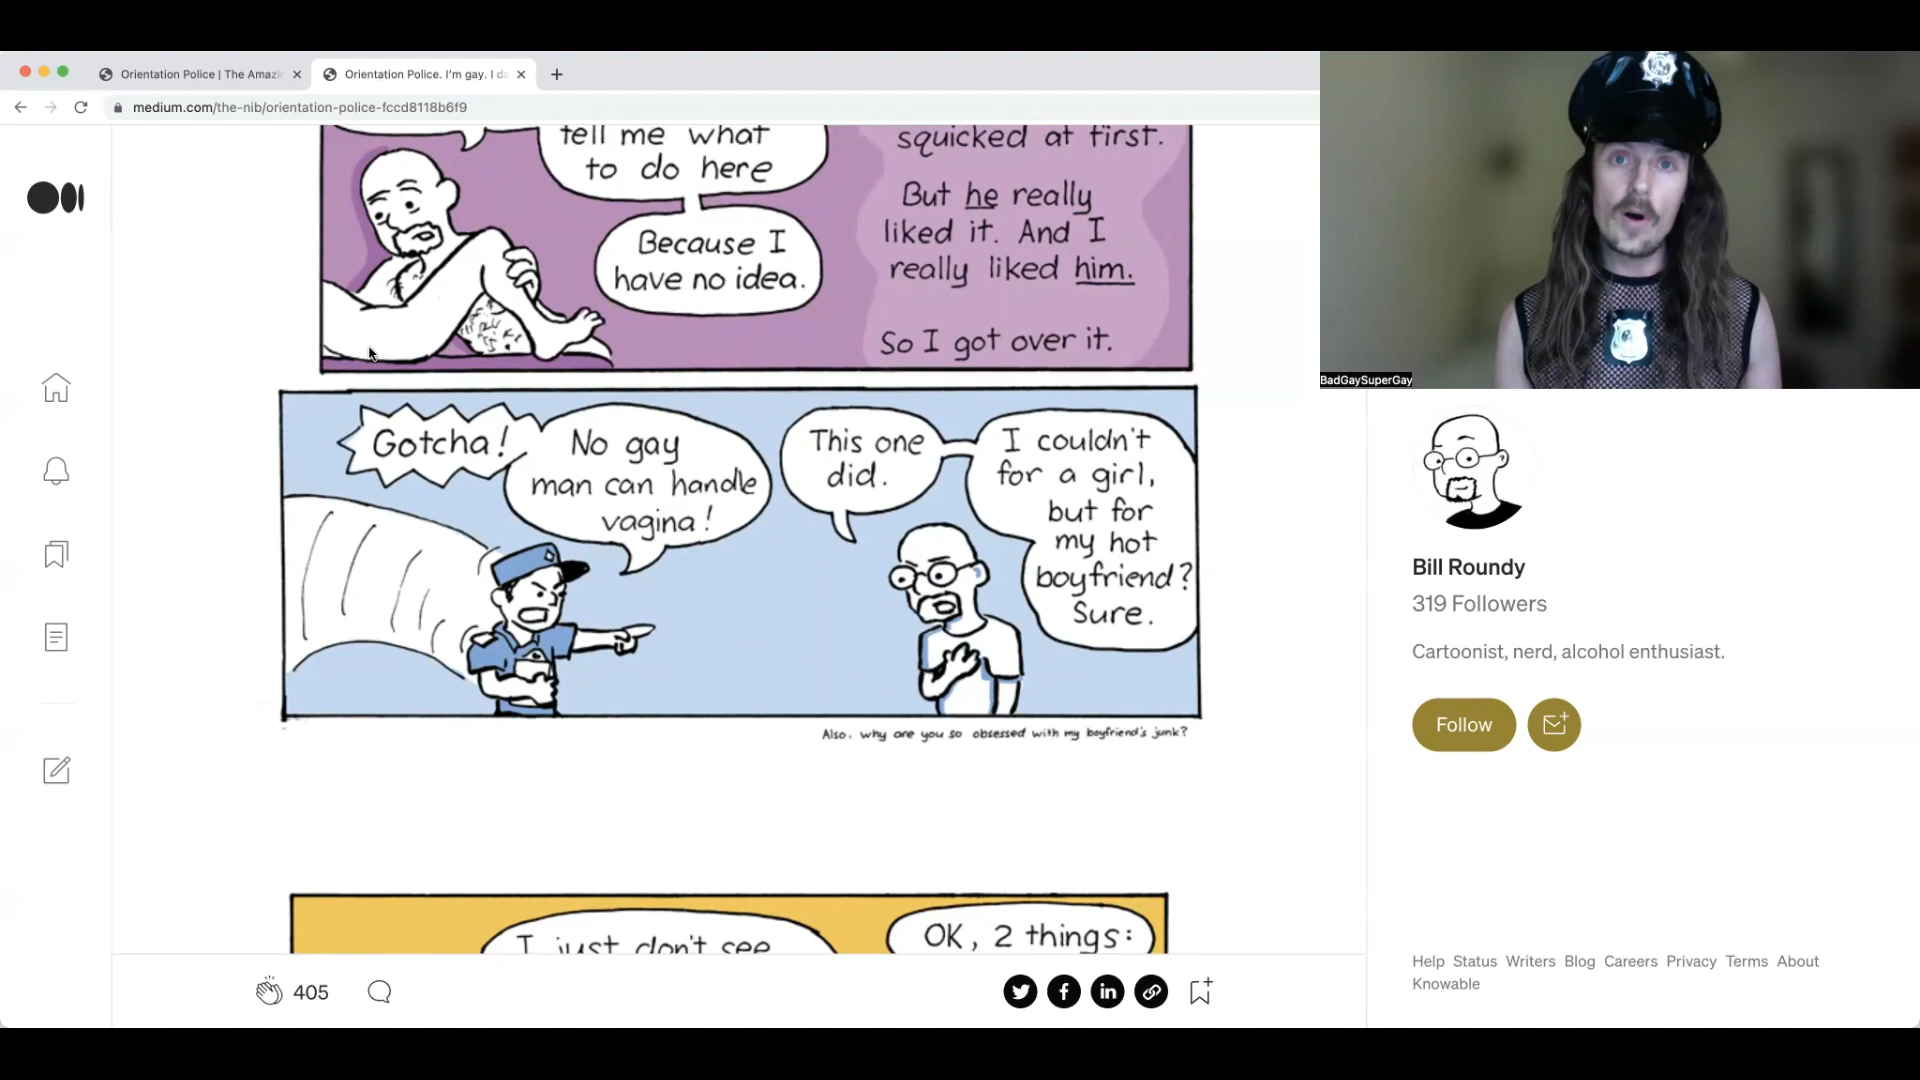 Orientation Police | The Amazi
Orientation Police. I'm gay. I da
medium.com/the-nib/orientation-police-fccd8118b6f9
tell me what
to do here
Because I
have no idea.
squicked at first.
But he really
liked it. And I
really liked him.
So I got over it.
BadGaySuperGay
Gotcha!
No gay
man can handle
vagina!
This one
did.
I couldn't
for a girl,
but for
my hot
boyfriend?
Sure.
Also. why are you so obsessed with my boyfriend's junk?
I just don't see
OK, 2 things:
405
Bill Roundy
319 Followers
Cartoonist, nerd, alcohol enthusiast.
Follow
Help Status Writers Blog Careers Privacy Terms About
Knowable